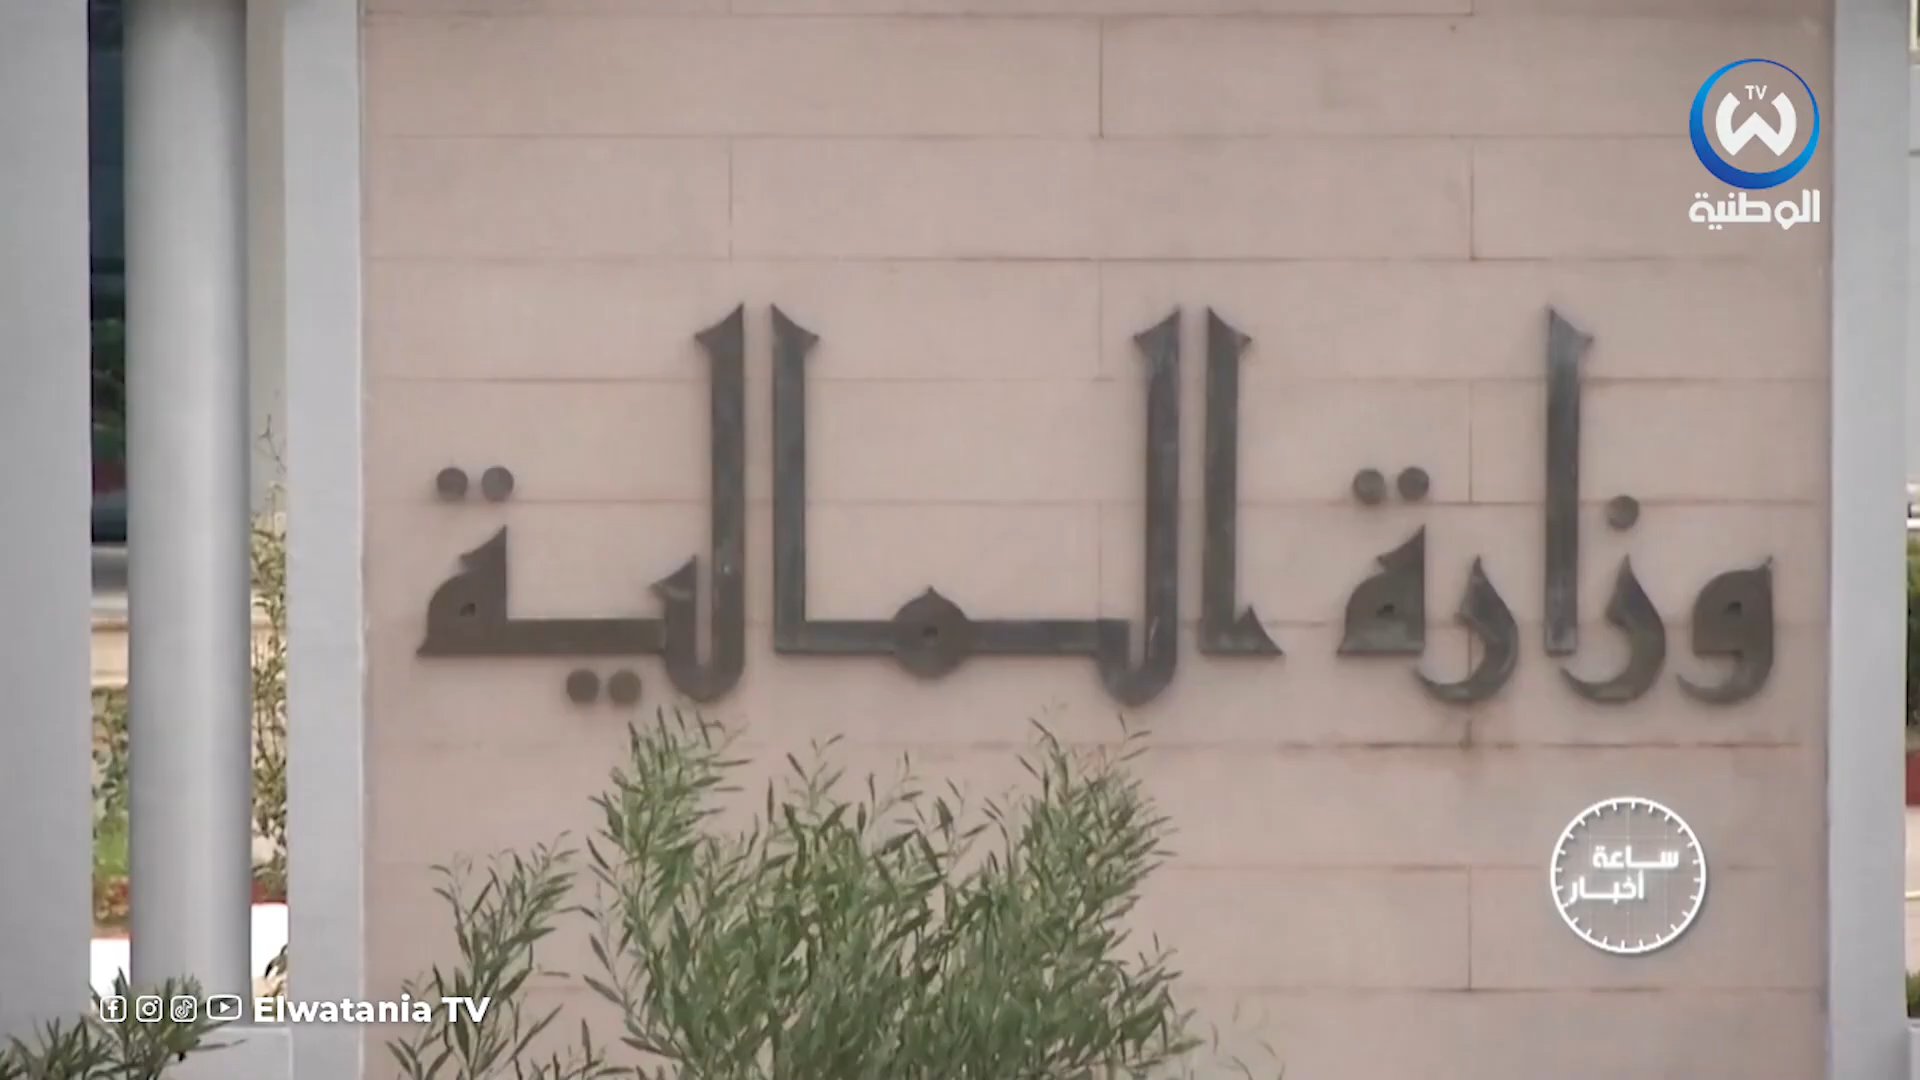 TV
الوطنية
وزارة المالية
ساعة
أخبار
Elwatania TV